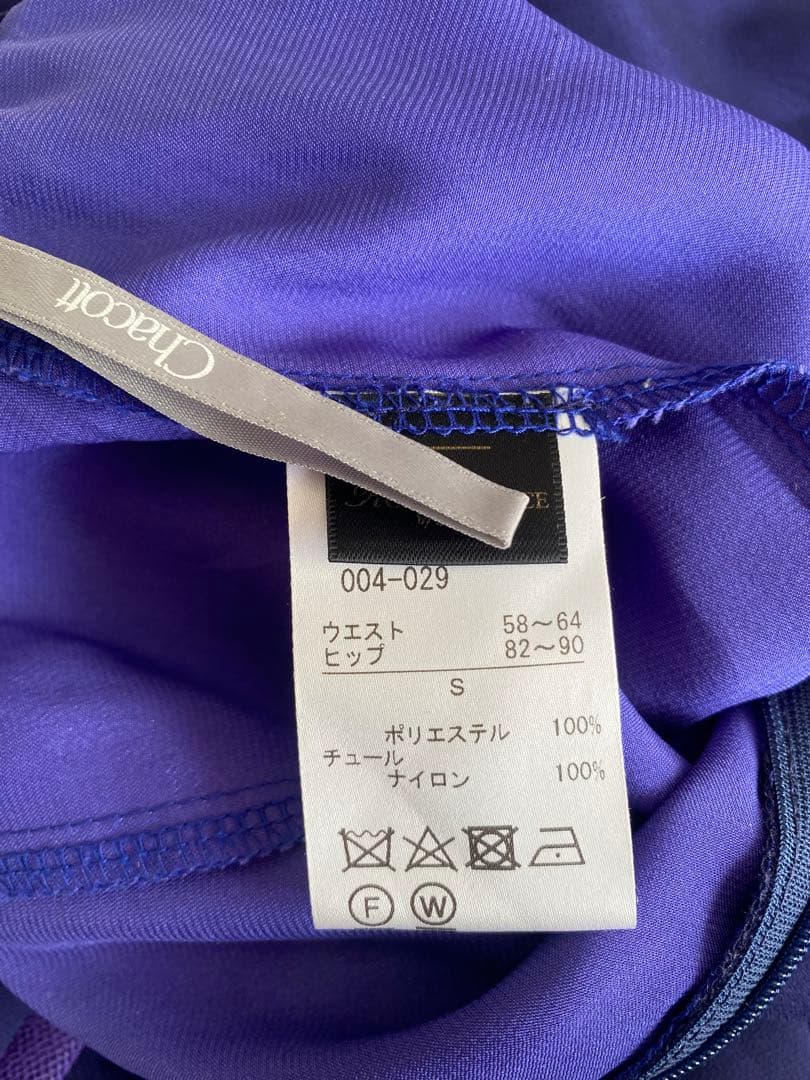 Chacott
004-029
ウエスト 58～64
ヒップ 82～90
S
ポリエステル 100%
チュール
ナイロン 100%
F W